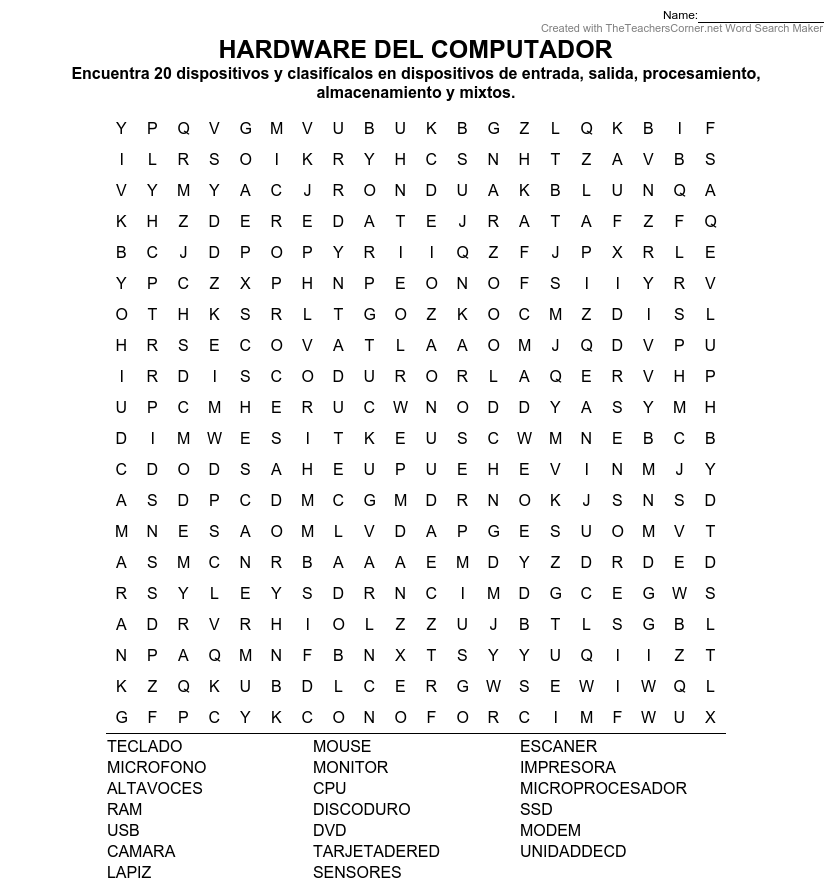 Name:
Created with TheTeachersCorner.net Word Search Maker
HARDWARE DEL COMPUTADOR
Encuentra 20 dispositivos y clasifícalos en dispositivos de entrada, salida, procesamiento,
almacenamiento y mixtos.
Y P Q V G M V U B U K B G Z L Q K B I F
I L R S O I K R Y H C S N H T Z A V B S
V Y M Y A C J R O N D U A K B L U N Q A
K H Z D E R E D A T E J R A T A F Z F Q
B C J D P O P Y R I I Q Z F J P X R L E
Y P C Z X P H N P E O N O F S I I Y R V
O T H K S R L T G O Z K O C M Z D I S L
H R S E C O V A T L A A O M J Q D V P U
I R D I S C O D U R O R L A Q E R V H P
U P C M H E R U C W N O D D Y A S Y M H
D I M W E S I T K E U S C W M N E B C B
C D O D S A H E U P U E H E V I N M J Y
A S D P C D M C G M D R N O K J S N S D
M N E S A O M L V D A P G E S U O M V T
A S M C N R B A A A E M D Y Z D R D E D
R S Y L E Y S D R N C I M D G C E G W S
A D R V R H I O L Z Z U J B T L S G B L
N P A Q M N F B N X T S Y Y U Q I I Z T
K Z Q K U B D L C E R G W S E W I W Q L
G F P C Y K C O N O F O R C I M F W U X
TECLADO MOUSE ESCANER
MICROFONO MONITOR IMPRESORA
ALTAVOCES CPU MICROPROCESADOR
RAM DISCODURO SSD
USB DVD MODEM
CAMARA TARJETADERED UNIDADDECD
LAPIZ SENSORES